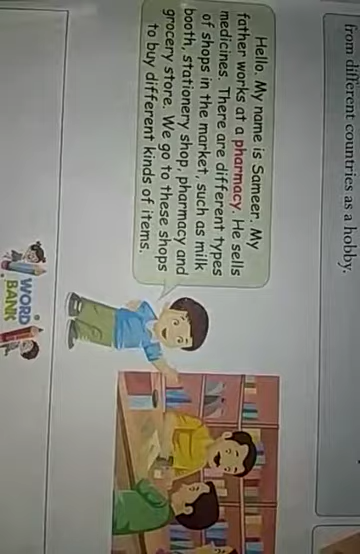 from different countries as a hobby.
Hello. My name is Sameer. My
father works at a pharmacy. He sells
medicines. There are different types
of shops in the market, such as milk
booth, stationery shop, pharmacy and
grocery store. We go to these shops
to buy different kinds of items.
WORD
BANK